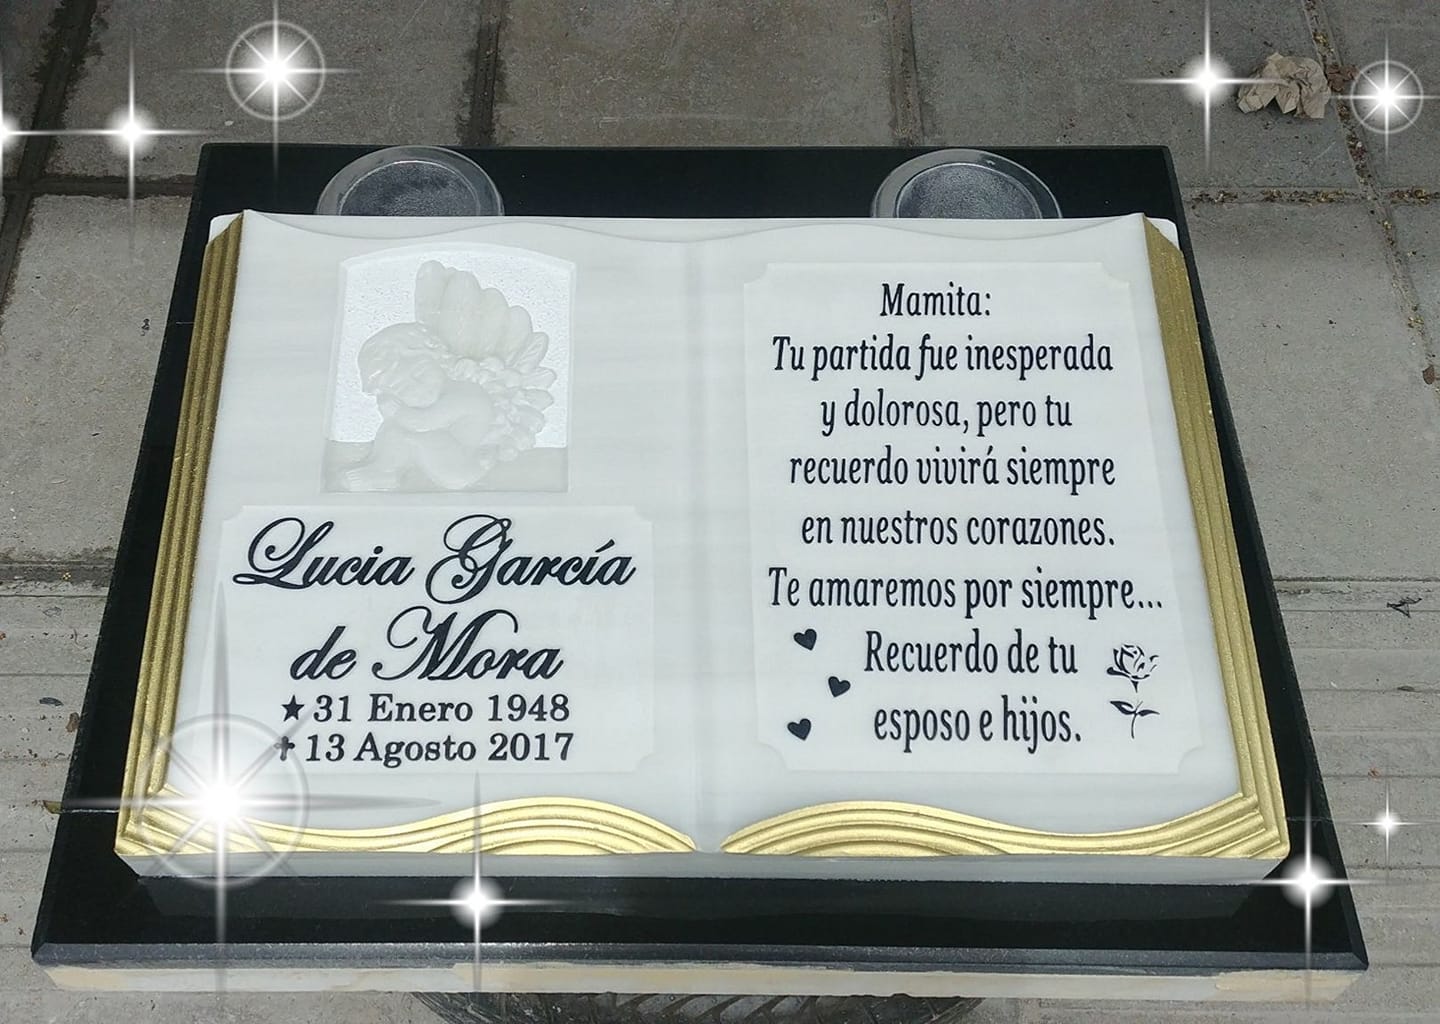 Lucia García
de Mora
★ 31 Enero 1948
✝ 13 Agosto 2017
Mamita:
Tu partida fue inesperada
y dolorosa, pero tu
recuerdo vivirá siempre
en nuestros corazones.
Te amaremos por siempre...
Recuerdo de tu
esposo e hijos.